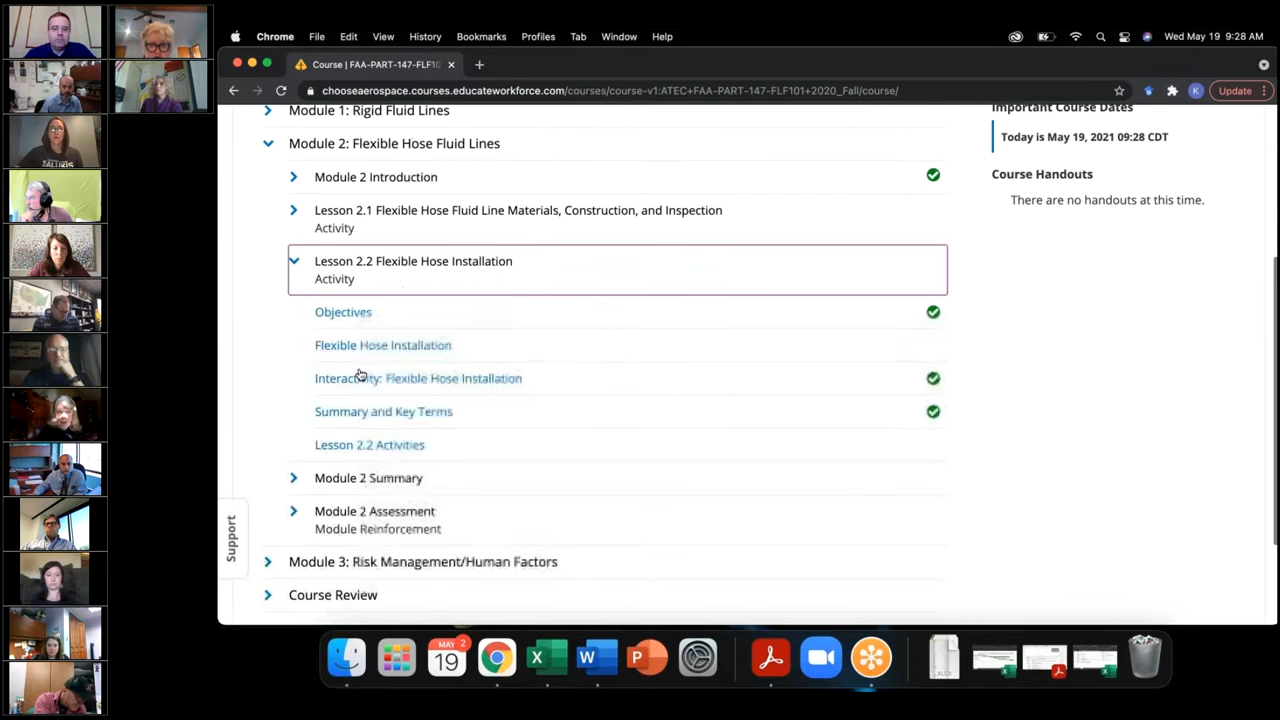 Chrome File Edit View History Bookmarks Profiles Tab Window Help Wed May 19 9:28 AM
Course | FAA-PART-147-FLF10
chooseaerospace.courses.educateworkforce.com/courses/course-v1:ATEC+FAA-PART-147-FLF101+2020_Fall/course/
K
Update
Module 1: Rigid Fluid Lines
Module 2: Flexible Hose Fluid Lines
Module 2 Introduction
Lesson 2.1 Flexible Hose Fluid Line Materials, Construction, and Inspection
Activity
Lesson 2.2 Flexible Hose Installation
Activity
Objectives
Flexible Hose Installation
Interactivity: Flexible Hose Installation
Summary and Key Terms
Lesson 2.2 Activities
Module 2 Summary
Module 2 Assessment
Module Reinforcement
Module 3: Risk Management/Human Factors
Course Review
Important Course Dates
Today is May 19, 2021 09:28 CDT
Course Handouts
There are no handouts at this time.
Support
MAY
19
2
X
W
P
XLSX